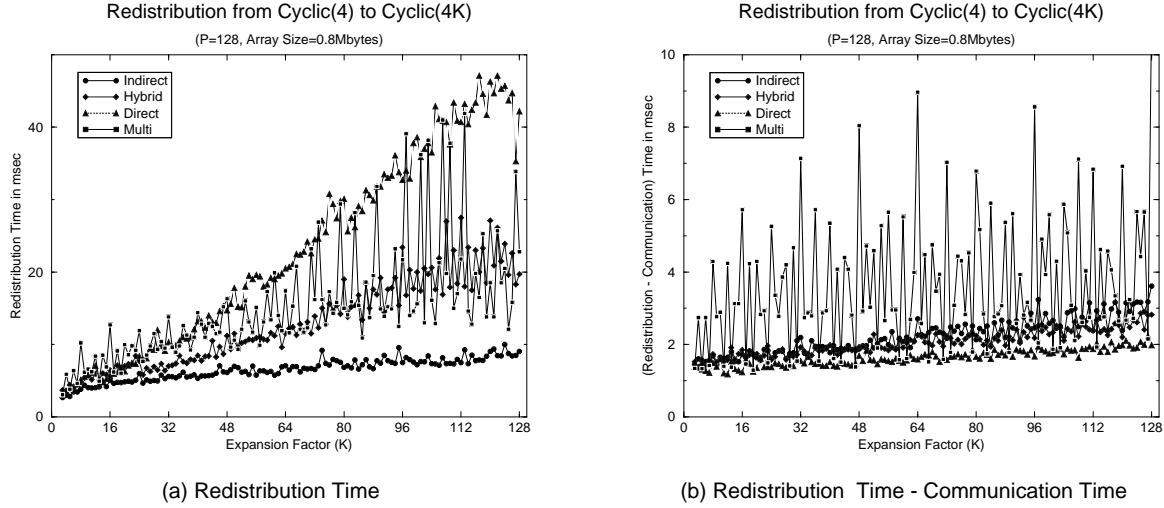 Redistribution from Cyclic(4) to Cyclic(4K)
(P=128, Array Size=0.8Mbytes)
Redistribution Time in msec
40
20
0
Indirect
Hybrid
Direct
Multi
0 16 32 48 64 80 96 112 128
Expansion Factor (K)
(a) Redistribution Time
Redistribution from Cyclic(4) to Cyclic(4K)
(P=128, Array Size=0.8Mbytes)
(Redistribution - Communication) Time in msec
10
8
6
4
2
0
Indirect
Hybrid
Direct
Multi
0 16 32 48 64 80 96 112 128
Expansion Factor (K)
(b) Redistribution Time - Communication Time